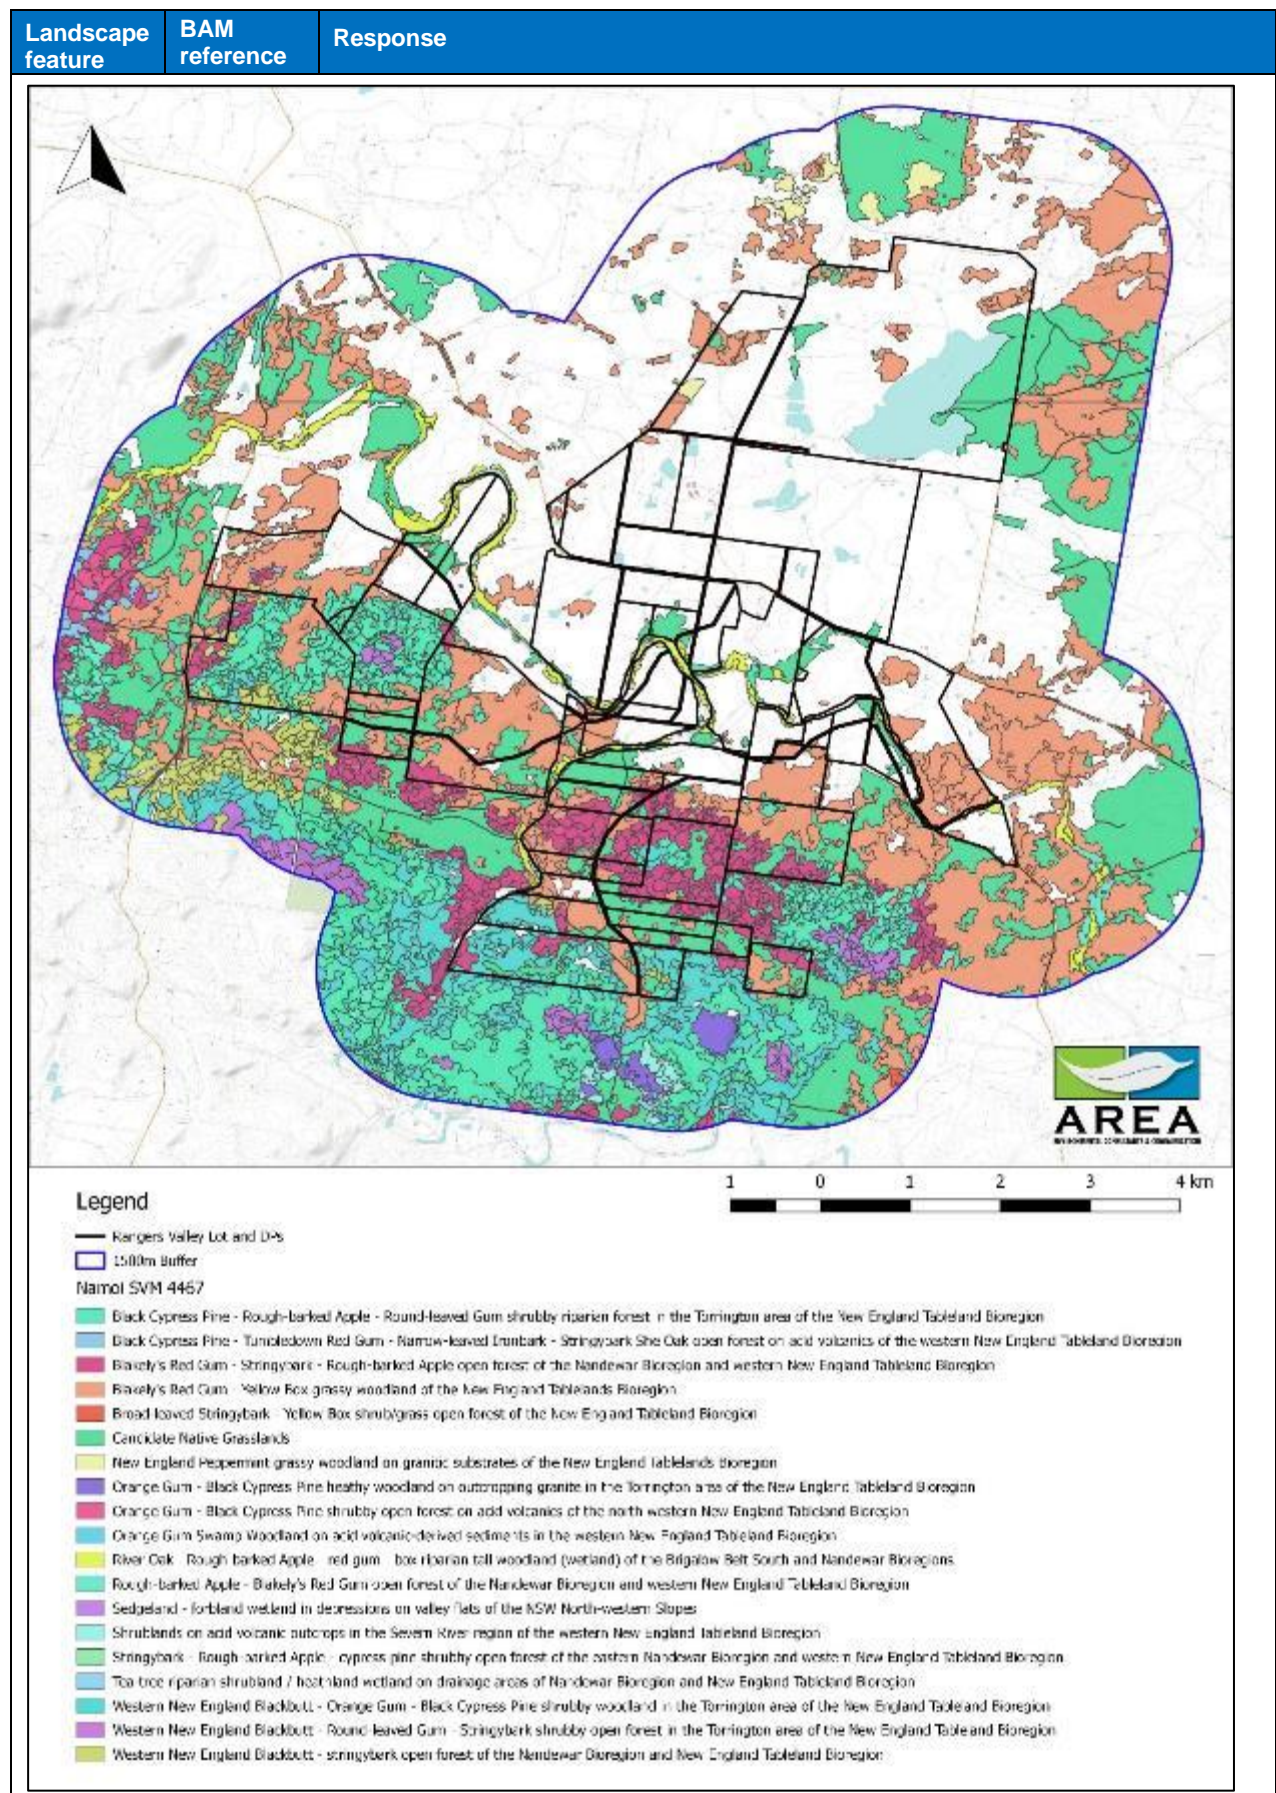 Landscape feature
BAM reference
Response
AREA
1 0 1 2 3 4 km
Legend
Rangers Valley Lot and DPs
1500m Buffer
Namoi SVM 4467
Black Cypress Pine - Rough-barked Apple - Round-leaved Gum shrubby riparian forest in the Torrington area of the New England Tableland Bioregion
Black Cypress Pine - Tumbledown Red Gum - Narrow-leaved Ironbark - Stringybark She Oak open forest on acid volcanics of the western New England Tableland Bioregion
Blakely's Red Gum - Stringybark - Rough-barked Apple open forest of the Nandewar Bioregion and western New England Tableland Bioregion
Blakely's Red Gum - Yellow Box grassy woodland of the New England Tablelands Bioregion
Broad-leaved Stringybark - Yellow Box shrub/grass open forest of the New England Tableland Bioregion
Candidate Native Grasslands
New England Peppermint grassy woodland on granitic substrates of the New England Tablelands Bioregion
Orange Gum - Black Cypress Pine heathy woodland on outcropping granite in the Torrington area of the New England Tableland Bioregion
Orange Gum - Black Cypress Pine shrubby open forest on acid volcanics of the north western New England Tableland Bioregion
Orange Gum Swamp Woodland on acid volcanic-derived sediments in the western New England Tableland Bioregion
River Oak - Rough-barked Apple - red gum - box riparian tall woodland (wetland) of the Brigalow Belt South and Nandewar Bioregions
Rough-barked Apple - Blakely's Red Gum open forest of the Nandewar Bioregion and western New England Tableland Bioregion
Sedgeland - forbland wetland in depressions on valley flats of the NSW North-western Slopes
Shrublands on acid volcanic outcrops in the Severn River region of the western New England Tableland Bioregion
Stringybark - Rough-barked Apple - cypress pine shrubby open forest of the eastern Nandewar Bioregion and western New England Tableland Bioregion
Tea-tree riparian shrubland / heathland wetland on drainage areas of Nandewar Bioregion and New England Tableland Bioregion
Western New England Blackbutt - Orange Gum - Black Cypress Pine shrubby woodland in the Torrington area of the New England Tableland Bioregion
Western New England Blackbutt - Round-leaved Gum - Stringybark shrubby open forest in the Torrington area of the New England Tableland Bioregion
Western New England Blackbutt - stringybark open forest of the Nandewar Bioregion and New England Tableland Bioregion